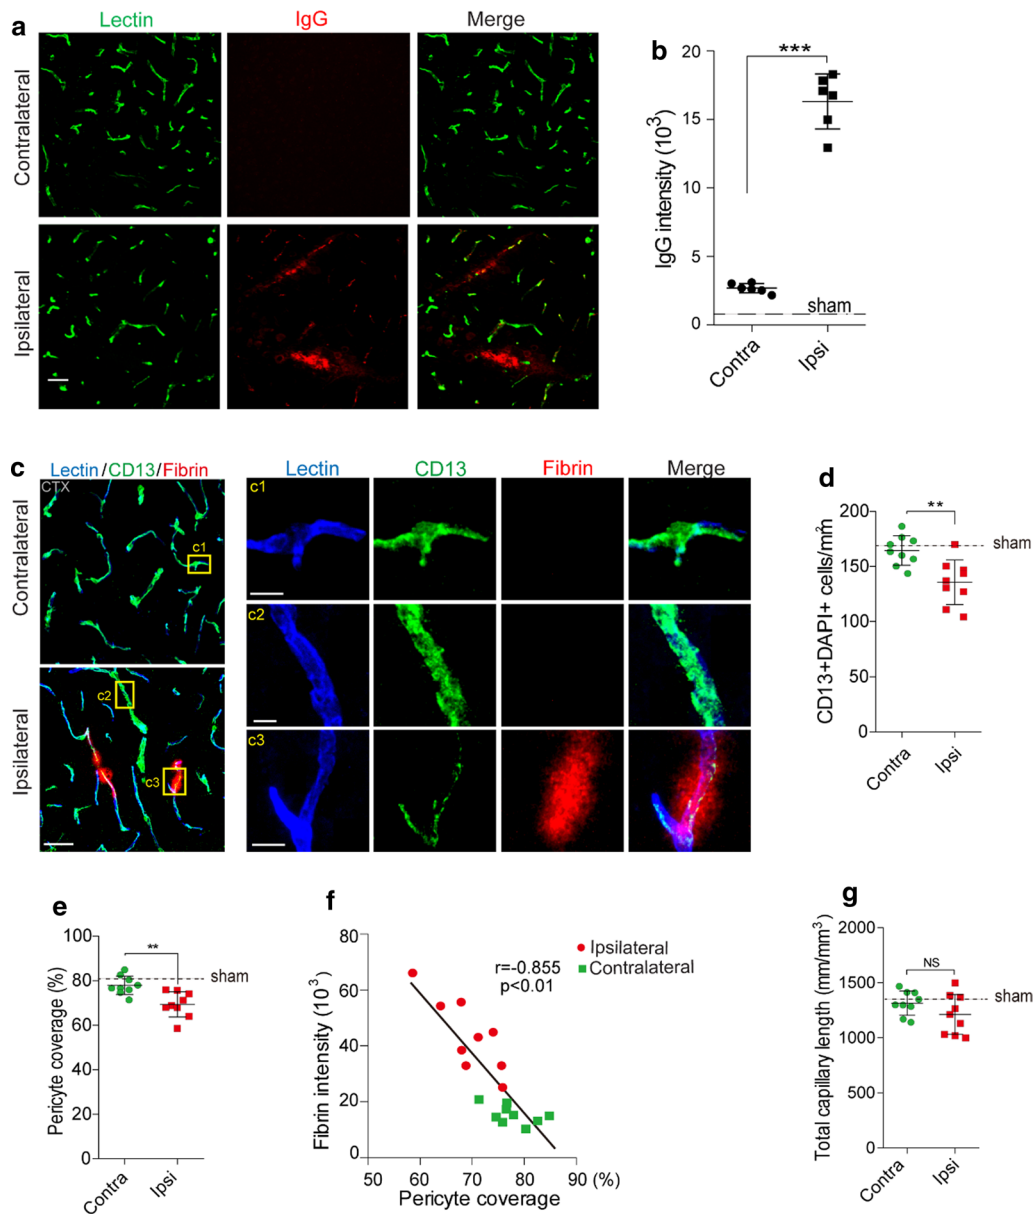 a
Lectin IgG Merge
Contralateral
Ipsilateral
b
IgG intensity (10³)
20
15
10
5
0
***
sham
Contra Ipsi
c
Lectin/CD13/Fibrin
Lectin CD13 Fibrin Merge
CTX
Contralateral
c1
c1
Ipsilateral
c2
c3
c2
c3
d
CD13+DAPI+ cells/mm²
200
150
100
50
0
**
sham
Contra Ipsi
e
Pericyte coverage (%)
100
80
60
40
20
0
**
sham
Contra Ipsi
f
Fibrin intensity (10³)
80
60
40
20
0
r=-0.855
p<0.01
Ipsilateral
Contralateral
50 60 70 80 90 (%)
Pericyte coverage
g
Total capillary length (mm/mm³)
2000
1500
1000
500
0
NS
sham
Contra Ipsi